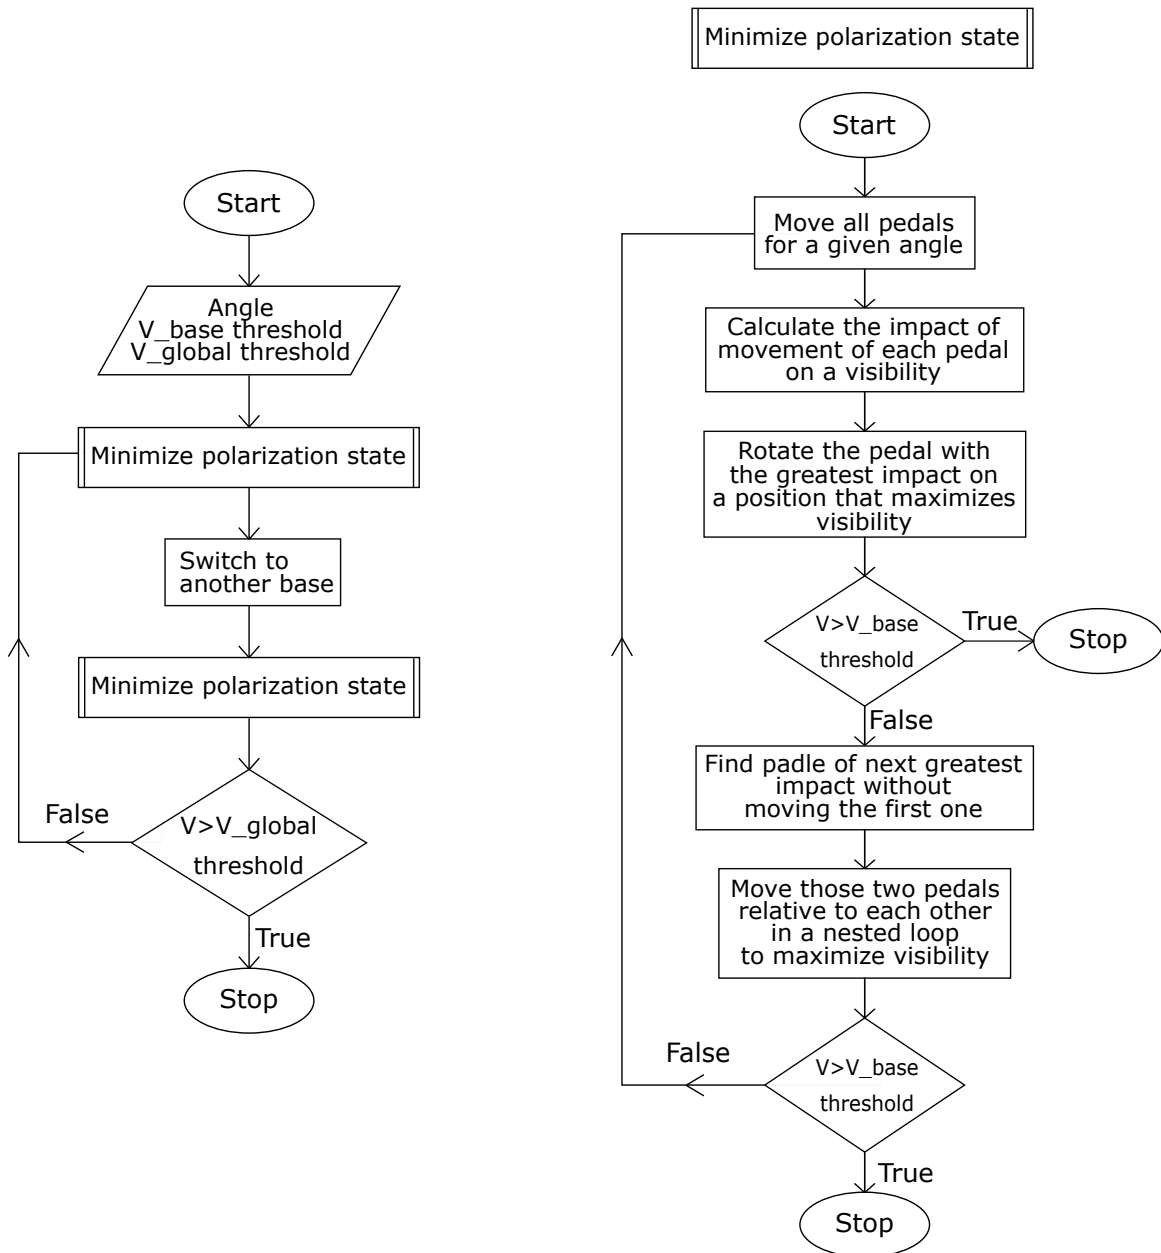 Start
Angle
V_base threshold
V_global threshold
Minimize polarization state
Switch to
another base
Minimize polarization state
V>V_global
threshold
False
True
Stop
Minimize polarization state
Start
Move all pedals
for a given angle
Calculate the impact of
movement of each pedal
on a visibility
Rotate the pedal with
the greatest impact on
a position that maximizes
visibility
V>V_base
threshold
True
Stop
False
Find padle of next greatest
impact without
moving the first one
Move those two pedals
relative to each other
in a nested loop
to maximize visibility
V>V_base
threshold
False
True
Stop